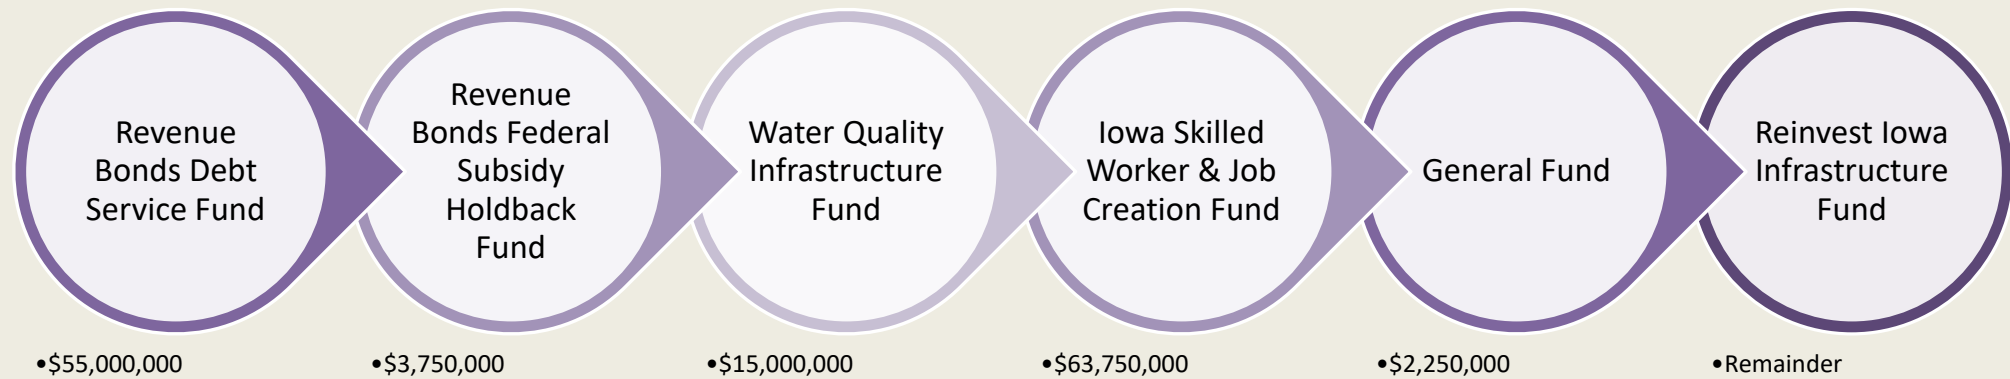 Revenue
Bonds Debt
Service Fund
•$55,000,000
Revenue
Bonds Federal
Subsidy
Holdback
Fund
•$3,750,000
Water Quality
Infrastructure
Fund
•$15,000,000
Iowa Skilled
Worker & Job
Creation Fund
•$63,750,000
General Fund
•$2,250,000
Reinvest Iowa
Infrastructure
Fund
•Remainder